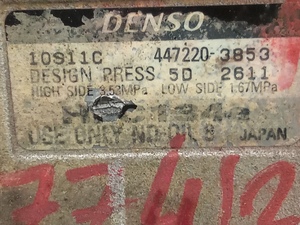 DENSO
10S11C 447220-3853
DESIGN PRESS 5D 2611
HIGH SIDE 3.53MPa LOW SIDE 1.67MPa
USE ONLY ND-OIL 8 JAPAN